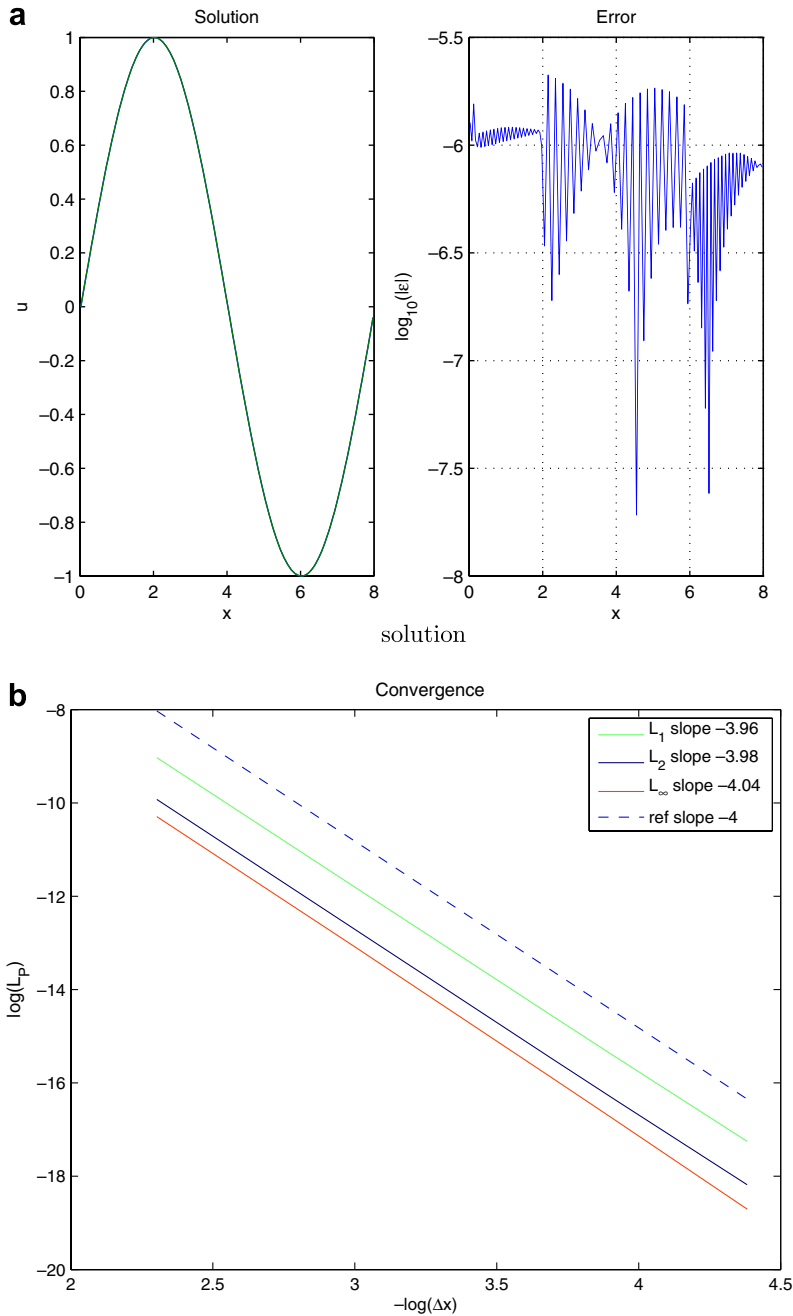 a
Solution
Error
1
0.8
0.6
0.4
0.2
0
−0.2
−0.4
−0.6
−0.8
−1
u
0 2 4 6 8
x
−5.5
−6
−6.5
−7
−7.5
−8
log10(|ε|)
0 2 4 6 8
x
solution
b
Convergence
−8
−10
−12
−14
−16
−18
−20
log(LP)
L1 slope −3.96
L2 slope −3.98
L∞ slope −4.04
ref slope −4
2 2.5 3 3.5 4 4.5
−log(Δx)